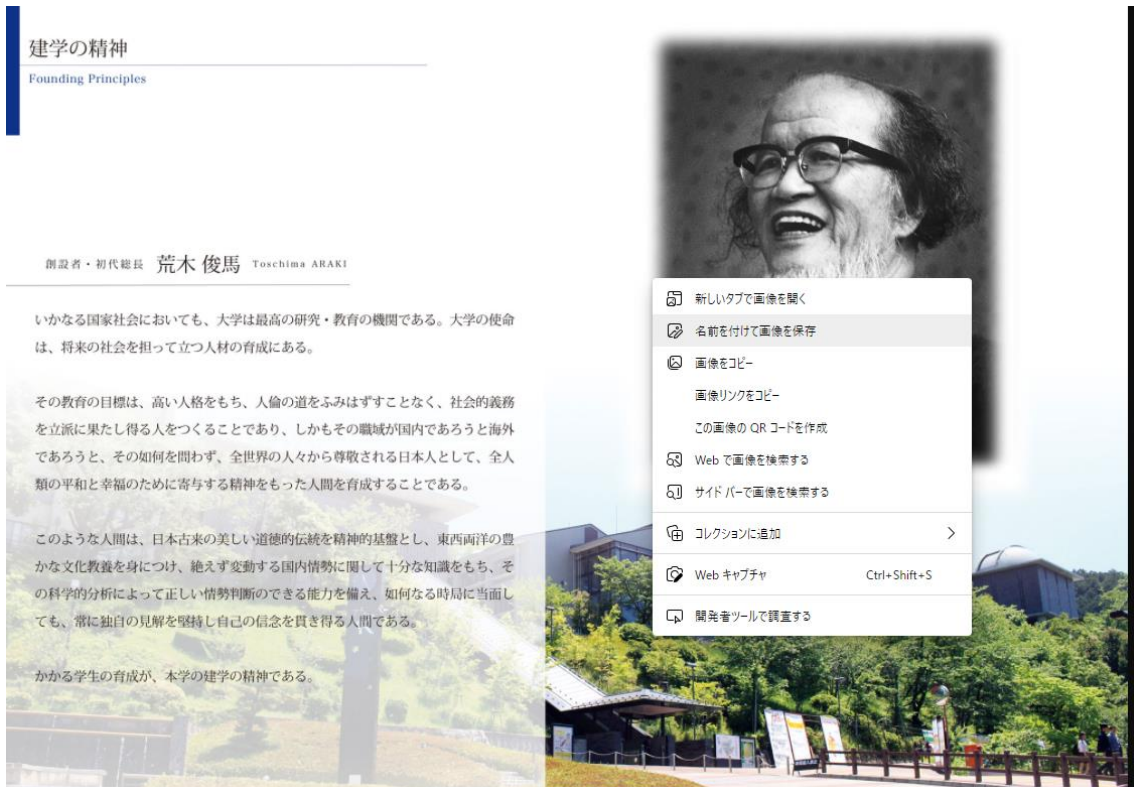 建学の精神
Founding Principles
創設者・初代総長 荒木 俊馬 Toschima ARAKI
いかなる国家社会においても、大学は最高の研究・教育の機関である。大学の使命
は、将来の社会を担って立つ人材の育成にある。
その教育の目標は、高い人格をもち、人倫の道をふみはずすことなく、社会的義務
を立派に果たし得る人をつくることであり、しかもその職域が国内であろうと海外
であろうと、その如何を問わず、全世界の人々から尊敬される日本人として、全人
類の平和と幸福のために寄与する精神をもった人間を育成することである。
このような人間は、日本古来の美しい道徳的伝統を精神的基盤とし、東西両洋の豊
かな文化教養を身につけ、絶えず変動する国内情勢に関して十分な知識をもち、そ
の科学的分析によって正しい情勢判断のできる能力を備え、如何なる時局に当面し
ても、常に独自の見解を堅持し自己の信念を貫き得る人間である。
かかる学生の育成が、本学の建学の精神である。
新しいタブで画像を開く
名前を付けて画像を保存
画像をコピー
画像リンクをコピー
この画像の QR コードを作成
Web で画像を検索する
サイド バーで画像を検索する
コレクションに追加
Web キャプチャ Ctrl+Shift+S
開発者ツールで調査する